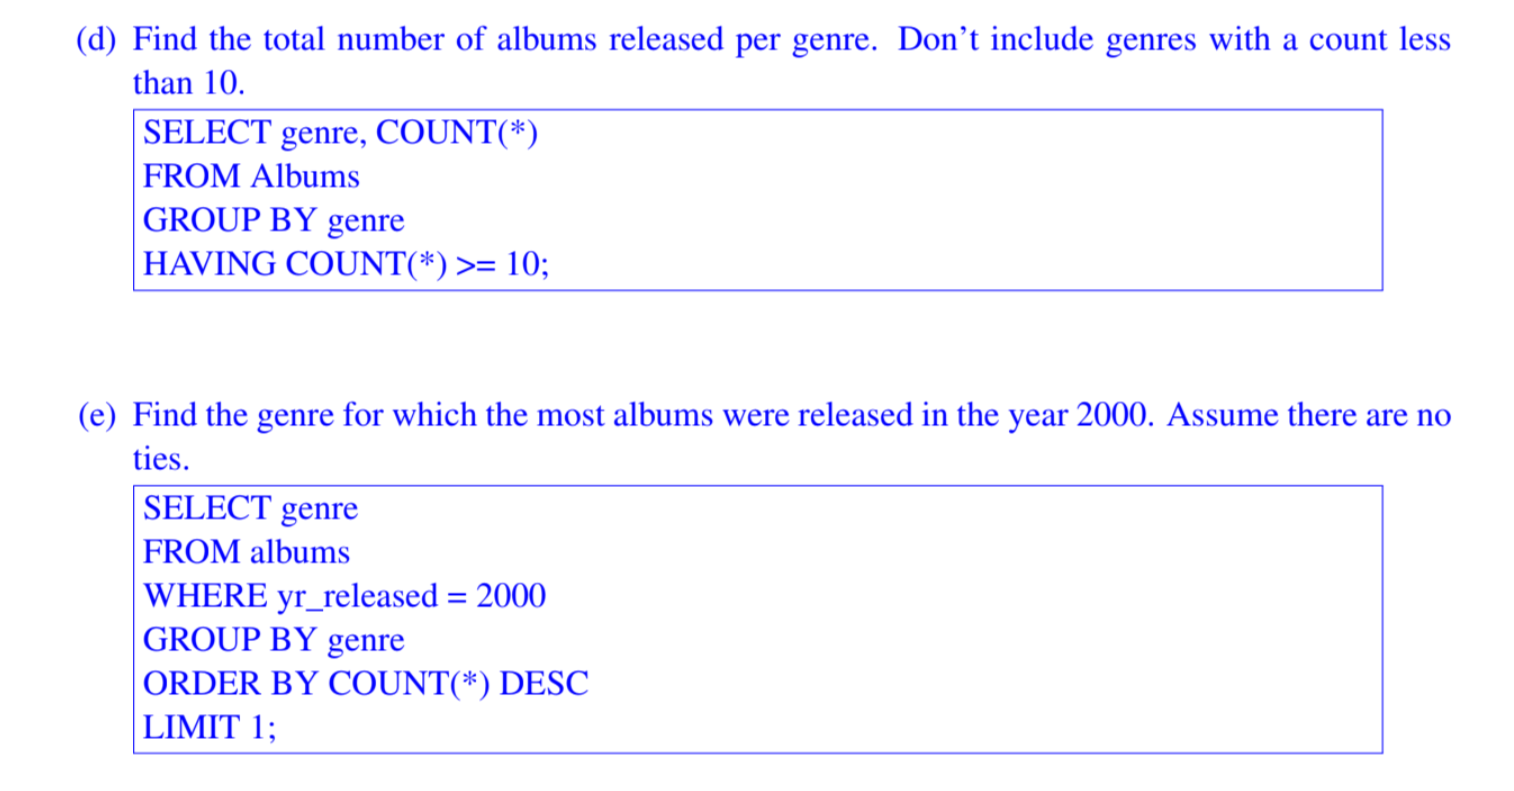 (d) Find the total number of albums released per genre. Don’t include genres with a count less
than 10.
SELECT genre, COUNT(*)
FROM Albums
GROUP BY genre
HAVING COUNT(*) >= 10;
(e) Find the genre for which the most albums were released in the year 2000. Assume there are no
ties.
SELECT genre
FROM albums
WHERE yr_released = 2000
GROUP BY genre
ORDER BY COUNT(*) DESC
LIMIT 1;